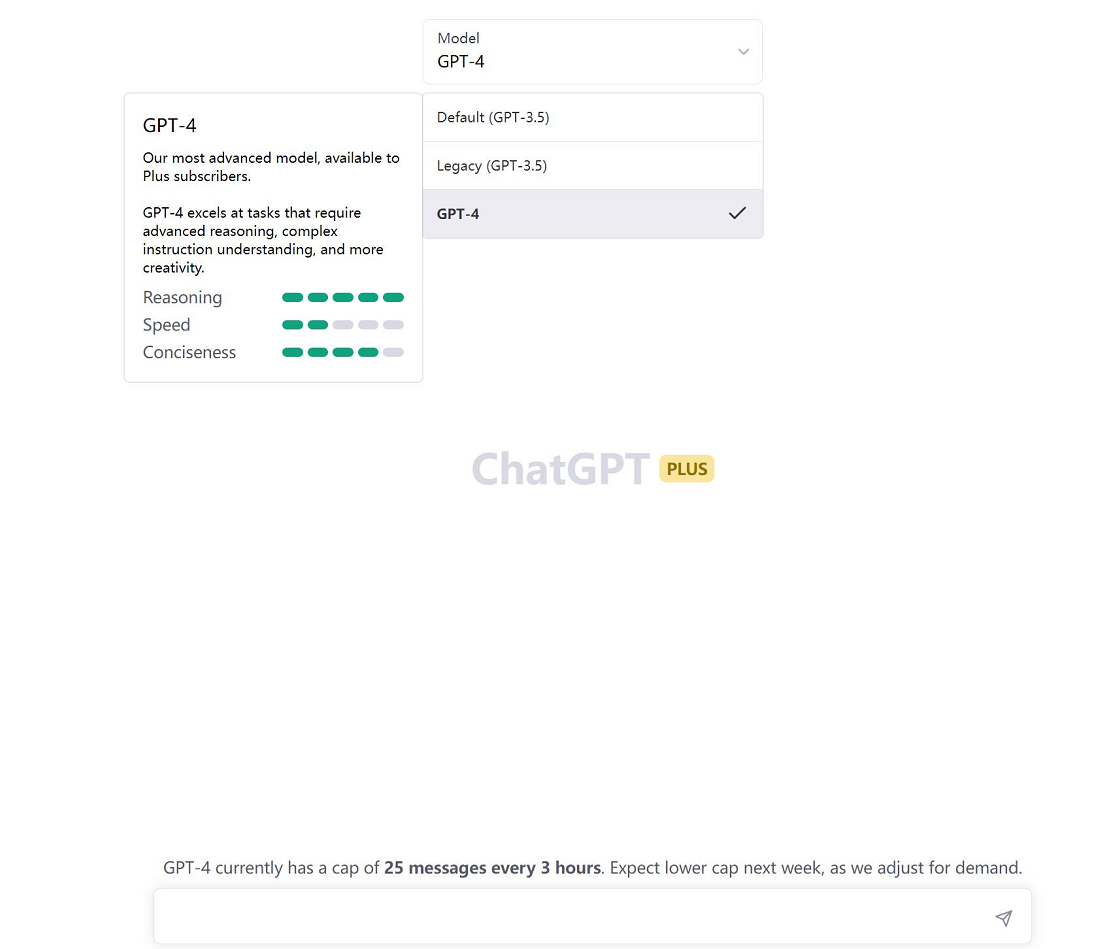 Model
GPT-4
Default (GPT-3.5)
Legacy (GPT-3.5)
GPT-4
GPT-4
Our most advanced model, available to
Plus subscribers.
GPT-4 excels at tasks that require
advanced reasoning, complex
instruction understanding, and more
creativity.
Reasoning
Speed
Conciseness
ChatGPT PLUS
GPT-4 currently has a cap of 25 messages every 3 hours. Expect lower cap next week, as we adjust for demand.